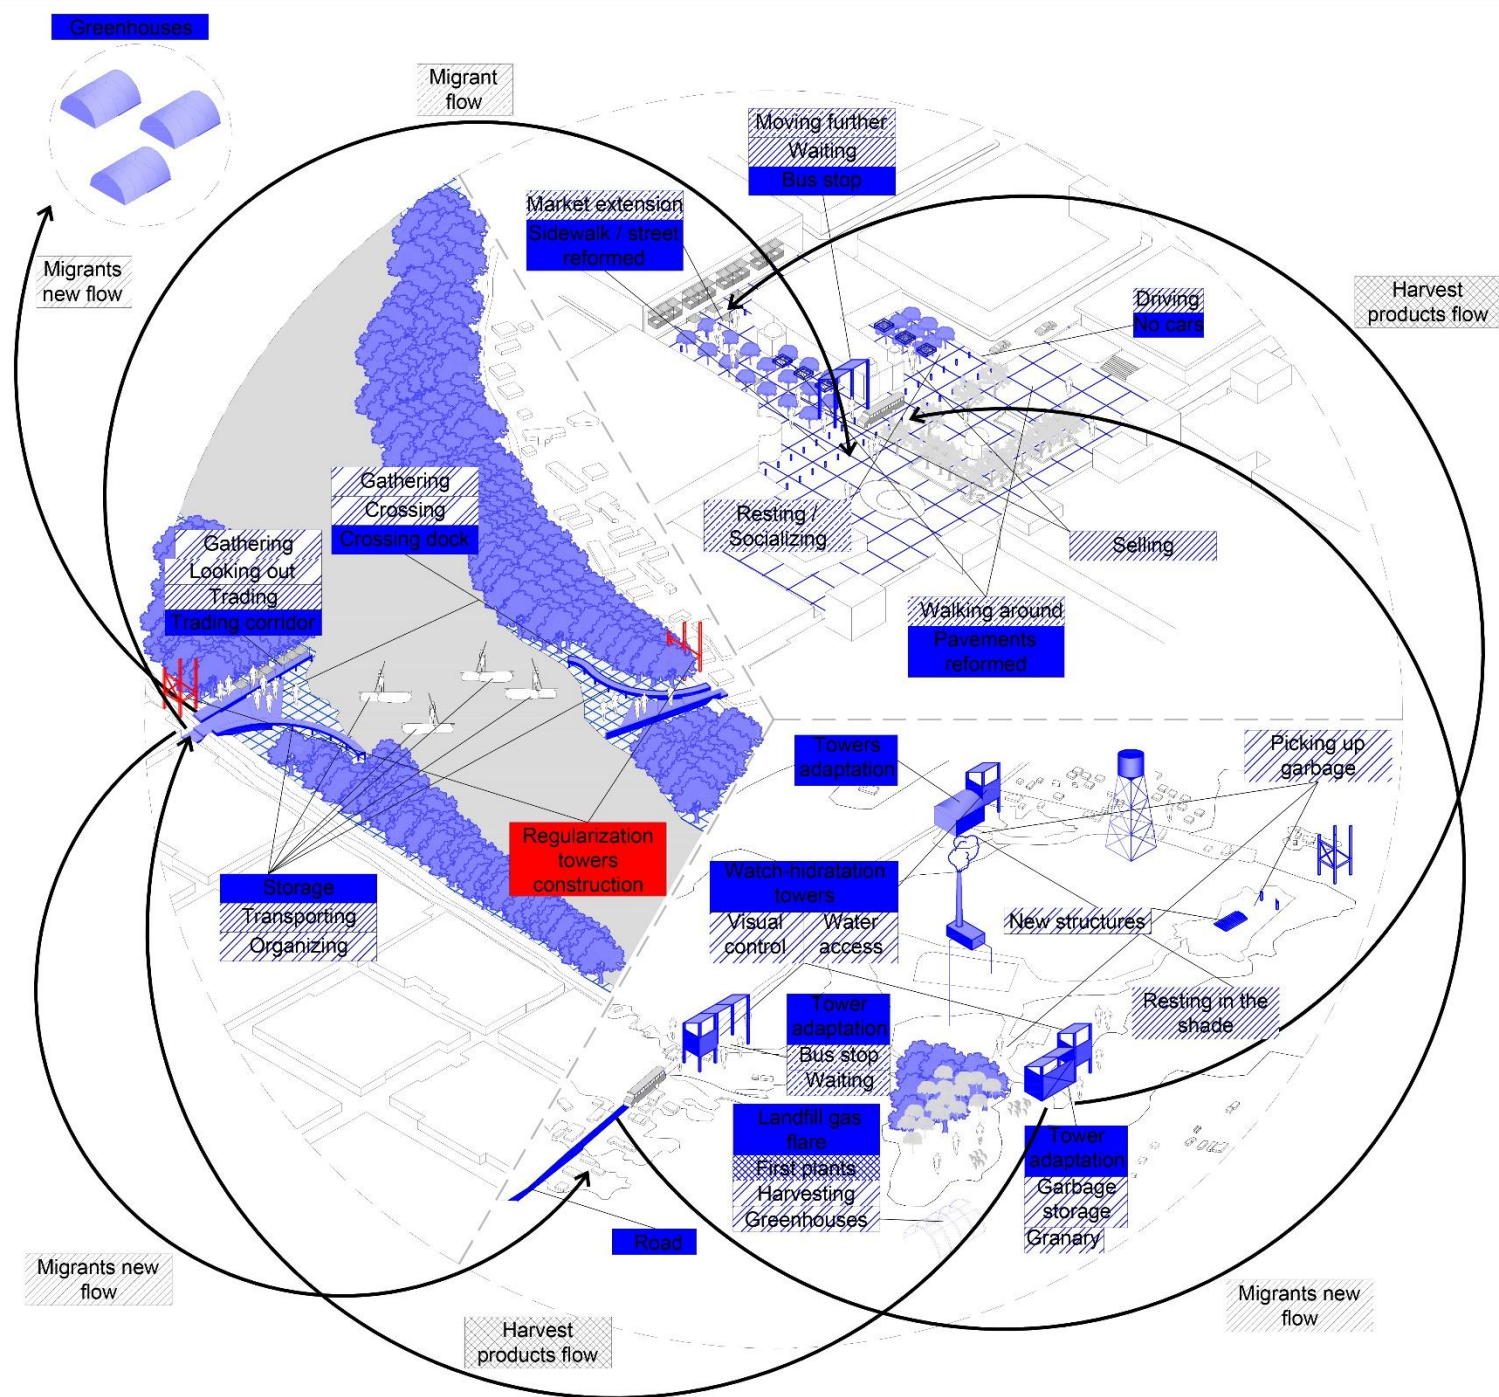 Greenhouses
Migrant
flow
Moving further
Waiting
Bus stop
Market extension
Sidewalk / street
reformed
Migrants
new flow
Harvest
products flow
Driving
No cars
Gathering
Crossing
Crossing dock
Gathering
Looking out
Trading
Trading corridor
Resting /
Socializing
Selling
Walking around
Pavements
reformed
Towers
adaptation
Picking up
garbage
Regularization
towers
construction
Storage
Transporting
Organizing
Watch-hidratation
towers
Visual
control
Water
access
New structures
Resting in the
shade
Tower
adaptation
Bus stop
Waiting
Landfill gas
flare
First plants
Harvesting
Greenhouses
Tower
adaptation
Garbage
storage
Granary
Road
Migrants new
flow
Harvest
products flow
Migrants new
flow